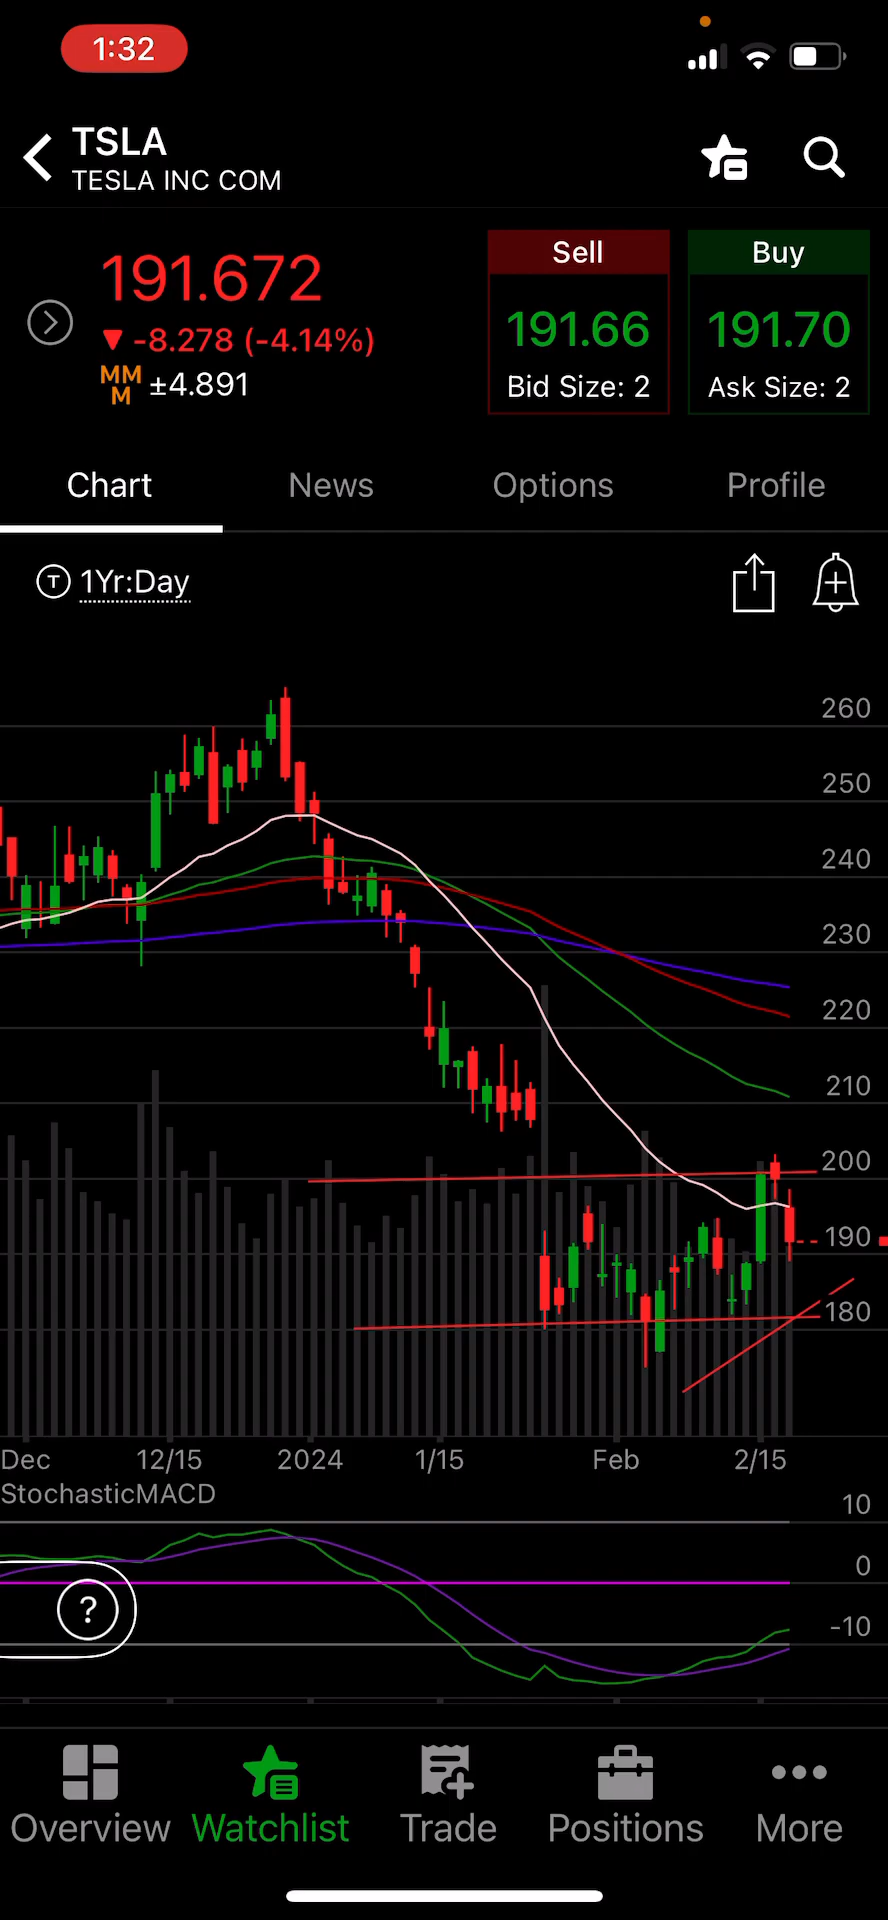 1:32
TSLA
TESLA INC COM
191.672
▼ -8.278 (-4.14%)
MM
M
±4.891
Sell
191.66
Bid Size: 2
Buy
191.70
Ask Size: 2
Chart News Options Profile
T 1Yr:Day
260
250
240
230
220
210
200
190
180
Dec 12/15 2024 1/15 Feb 2/15
StochasticMACD
10
0
-10
?
Overview Watchlist Trade Positions More